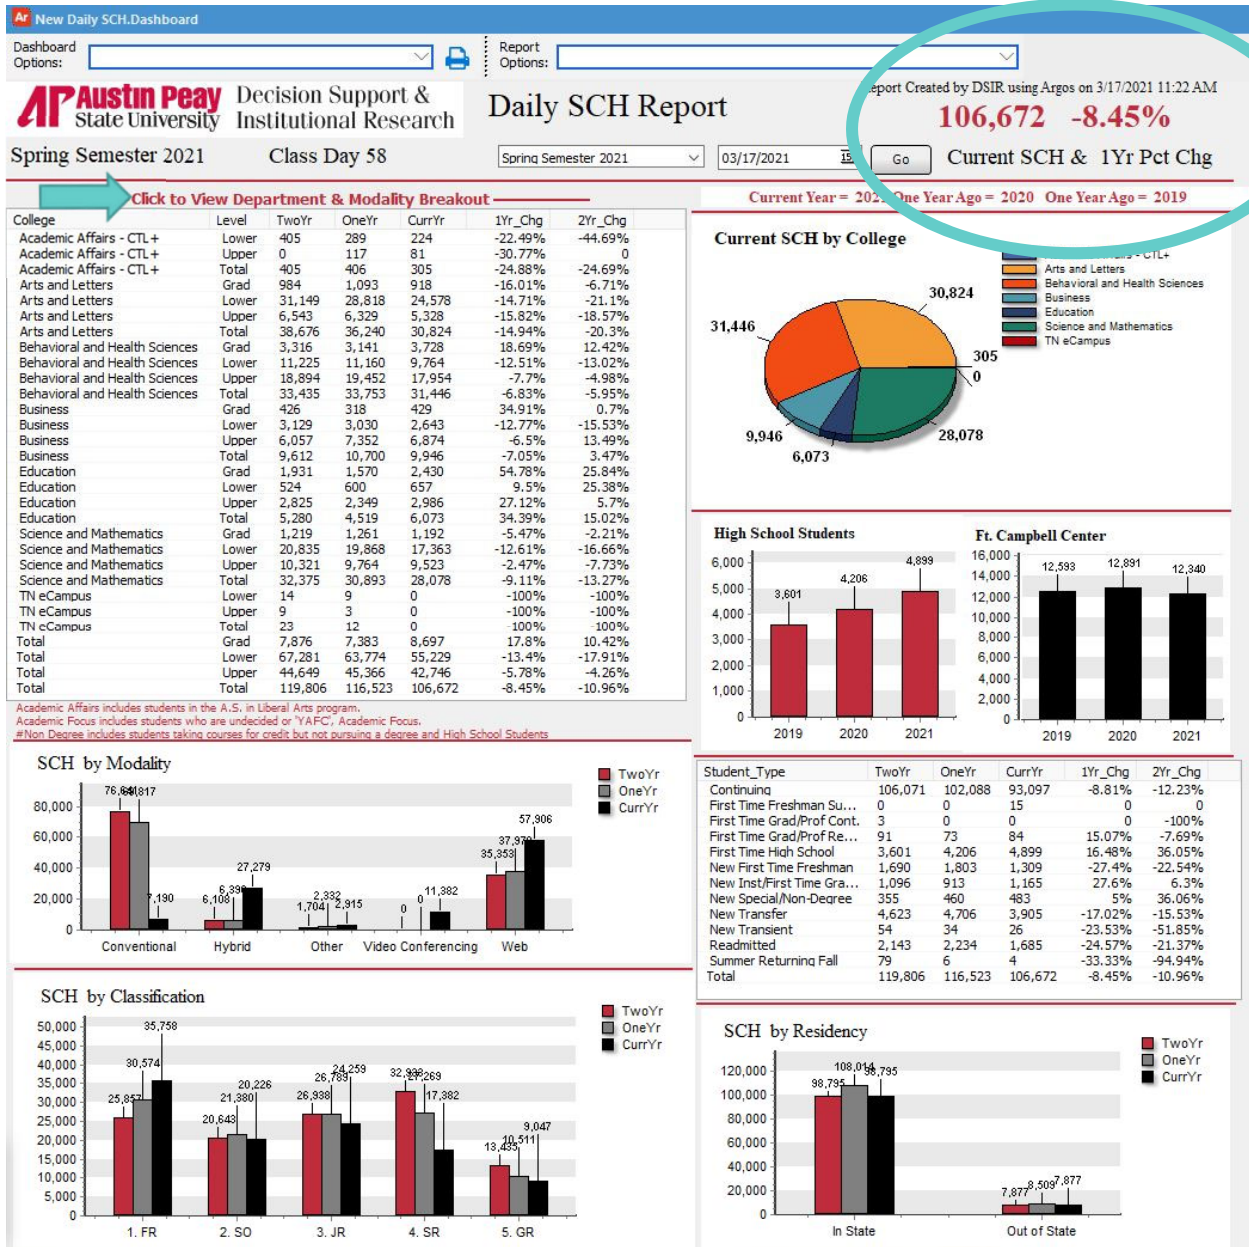 Ar New Daily SCH.Dashboard
Dashboard Options:
Report Options:
AP Austin Peay State University
Decision Support & Institutional Research
Daily SCH Report
Report Created by DSIR using Argos on 3/17/2021 11:22 AM
106,672 -8.45%
Spring Semester 2021 Class Day 58
Spring Semester 2021 03/17/2021 15 Go
Current SCH & 1Yr Pct Chg
Click to View Department & Modality Breakout
Current Year = 2021 One Year Ago = 2020 One Year Ago = 2019
College Level TwoYr OneYr CurrYr 1Yr_Chg 2Yr_Chg
Academic Affairs - CTL+ Lower 405 289 224 -22.49% -44.69%
Academic Affairs - CTL+ Upper 0 117 81 -30.77% 0
Academic Affairs - CTL+ Total 405 406 305 -24.88% -24.69%
Arts and Letters Grad 984 1,093 918 -16.01% -6.71%
Arts and Letters Lower 31,149 28,818 24,578 -14.71% -21.1%
Arts and Letters Upper 6,543 6,329 5,328 -15.82% -18.57%
Arts and Letters Total 38,676 36,240 30,824 -14.94% -20.3%
Behavioral and Health Sciences Grad 3,316 3,141 3,728 18.69% 12.42%
Behavioral and Health Sciences Lower 11,225 11,160 9,764 -12.51% -13.02%
Behavioral and Health Sciences Upper 18,894 19,452 17,954 -7.7% -4.98%
Behavioral and Health Sciences Total 33,435 33,753 31,446 -6.83% -5.95%
Business Grad 426 318 429 34.91% 0.7%
Business Lower 3,129 3,030 2,643 -12.77% -15.53%
Business Upper 6,057 7,352 6,874 -6.5% 13.49%
Business Total 9,612 10,700 9,946 -7.05% 3.47%
Education Grad 1,931 1,570 2,430 54.78% 25.84%
Education Lower 524 600 657 9.5% 25.38%
Education Upper 2,825 2,349 2,986 27.12% 5.7%
Education Total 5,280 4,519 6,073 34.39% 15.02%
Science and Mathematics Grad 1,219 1,261 1,192 -5.47% -2.21%
Science and Mathematics Lower 20,835 19,868 17,363 -12.61% -16.66%
Science and Mathematics Upper 10,321 9,764 9,523 -2.47% -7.73%
Science and Mathematics Total 32,375 30,893 28,078 -9.11% -13.27%
TN eCampus Lower 14 9 0 -100% -100%
TN eCampus Upper 9 3 0 -100% -100%
TN eCampus Total 23 12 0 -100% -100%
Total Grad 7,876 7,383 8,697 17.8% 10.42%
Total Lower 67,281 63,774 55,229 -13.4% -17.91%
Total Upper 44,649 45,366 42,746 -5.78% -4.26%
Total Total 119,806 116,523 106,672 -8.45% -10.96%
Academic Affairs includes students in the A.S. in Liberal Arts program.
Academic Focus includes students who are undecided or 'YAFC', Academic Focus.
#Non Degree includes students taking courses for credit but not pursuing a degree and High School Students
Current SCH by College
- CTL+
Arts and Letters
Behavioral and Health Sciences
Business
Education
Science and Mathematics
TN eCampus
30,824
31,446
305
0
9,946
28,078
6,073
High School Students
6,000
5,000
4,000
3,000
2,000
1,000
0
3,601 4,206 4,899
2019 2020 2021
Ft. Campbell Center
16,000
14,000
12,000
10,000
8,000
6,000
4,000
2,000
0
12,593 12,891 12,340
2019 2020 2021
SCH by Modality
TwoYr
OneYr
CurrYr
80,000
60,000
40,000
20,000
0
7,190
6,108 6,390 27,279
1,704 2,332 2,915
0 0 11,382
35,353 57,906
Conventional Hybrid Other Video Conferencing Web
Student_Type TwoYr OneYr CurrYr 1Yr_Chg 2Yr_Chg
Continuing 106,071 102,088 93,097 -8.81% -12.23%
First Time Freshman Su... 0 0 15 0 0
First Time Grad/Prof Cont. 3 0 0 0 -100%
First Time Grad/Prof Re... 91 73 84 15.07% -7.69%
First Time High School 3,601 4,206 4,899 16.48% 36.05%
New First Time Freshman 1,690 1,803 1,309 -27.4% -22.54%
New Inst/First Time Gra... 1,096 913 1,165 27.6% 6.3%
New Special/Non-Degree 355 460 483 5% 36.06%
New Transfer 4,623 4,706 3,905 -17.02% -15.53%
New Transient 54 34 26 -23.53% -51.85%
Readmitted 2,143 2,234 1,685 -24.57% -21.37%
Summer Returning Fall 79 6 4 -33.33% -94.94%
Total 119,806 116,523 106,672 -8.45% -10.96%
SCH by Classification
TwoYr
OneYr
CurrYr
50,000
45,000
40,000
35,000
30,000
25,000
20,000
15,000
10,000
5,000
0
25,857 30,574 35,758
20,643 21,380 20,226
26,938 26,789 24,259
17,382
13,435 10,511 9,047
1. FR 2. SO 3. JR 4. SR 5. GR
SCH by Residency
TwoYr
OneYr
CurrYr
120,000
100,000
80,000
60,000
40,000
20,000
0
98,795 108,014 98,795
7,877 8,509 7,877
In State Out of State